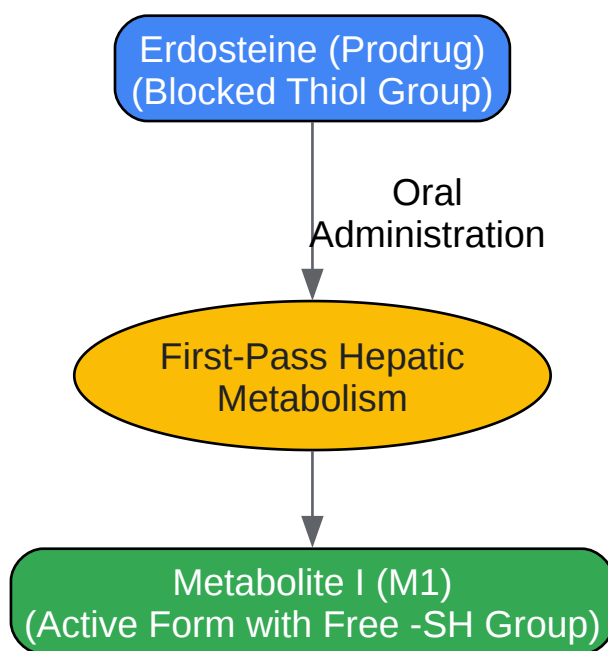 Erdosteine (Prodrug)
(Blocked Thiol Group)
Oral
Administration
First-Pass Hepatic
Metabolism
Metabolite I (M1)
(Active Form with Free -SH Group)